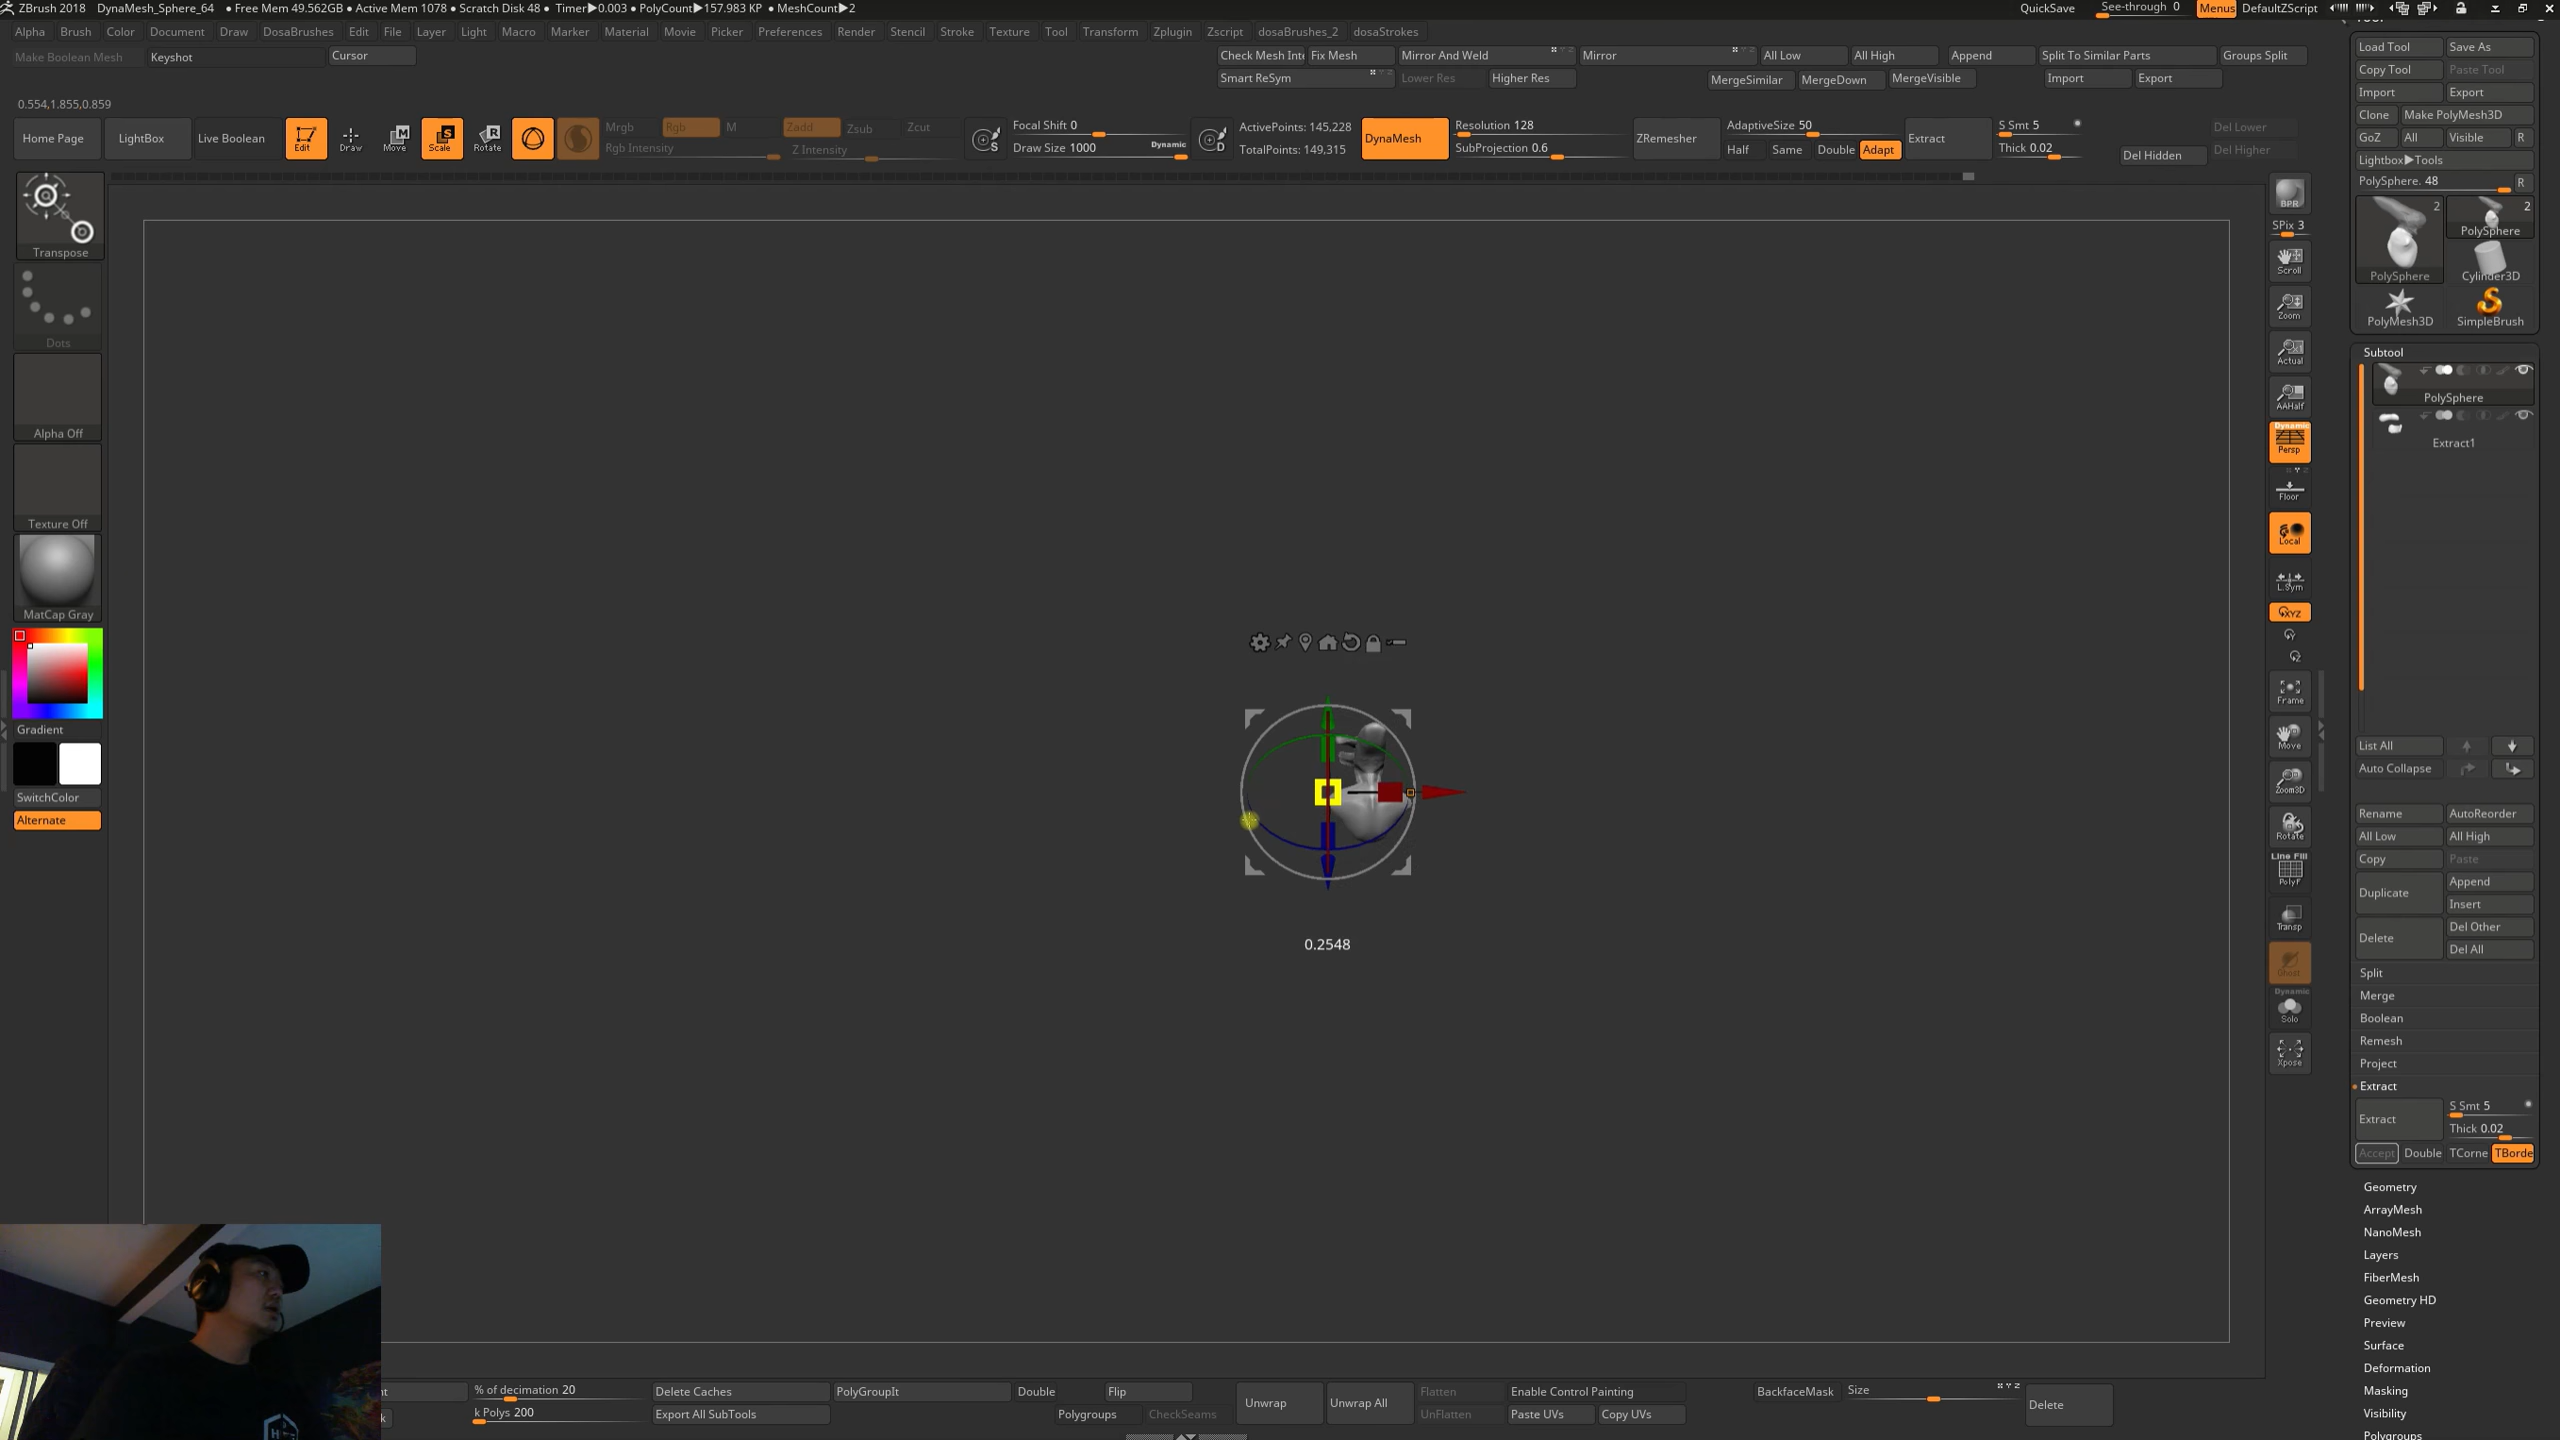 ZBrush 2018 DynaMesh_Sphere_64 ● Free Mem 49.562GB ● Active Mem 1078 ● Scratch Disk 48 ● Timer▶0.003 ● PolyCount▶157.983 KP ● MeshCount▶2 QuickSave See-through 0 Menus DefaultZScript
Alpha Brush Color Document Draw DosaBrushes Edit File Layer Light Macro Marker Material Movie Picker Preferences Render Stencil Stroke Texture Tool Transform Zplugin Zscript dosaBrushes_2 dosaStrokes
Make Boolean Mesh Keyshot Cursor Check Mesh Inte Fix Mesh Mirror And Weld Mirror All Low All High Append Split To Similar Parts Groups Split
Smart ReSym Lower Res Higher Res MergeSimilar MergeDown MergeVisible Import Export
0.554,1.855,0.859
Home Page LightBox Live Boolean Edit Draw Move Scale Rotate
Mrgb Rgb M Zadd Zsub Zcut
Rgb Intensity Z Intensity
Focal Shift 0
Draw Size 1000 Dynamic
ActivePoints: 145,228
TotalPoints: 149,315
DynaMesh
Resolution 128
SubProjection 0.6
ZRemesher
AdaptiveSize 50
Half Same Double Adapt
Extract
S Smt 5
Thick 0.02
Del Hidden
Del Lower
Del Higher
Transpose
Dots
Alpha Off
Texture Off
MatCap Gray
Gradient
SwitchColor
Alternate
0.2548
BPR
SPix 3
Scroll
Zoom
Actual
AAHalf
Dynamic
Persp
Floor
Local
L.Sym
XYZ
Frame
Move
Zoom3D
Rotate
Line Fill
PolyF
Transp
Ghost
Dynamic
Solo
Xpose
Load Tool Save As
Copy Tool Paste Tool
Import Export
Clone Make PolyMesh3D
GoZ All Visible R
Lightbox▶Tools
PolySphere. 48 R
2 2
PolySphere
PolySphere Cylinder3D
PolyMesh3D SimpleBrush
Subtool
PolySphere
Extract1
List All
Auto Collapse
Rename AutoReorder
All Low All High
Copy Paste
Duplicate Append
Insert
Delete Del Other
Del All
Split
Merge
Boolean
Remesh
Project
Extract
Extract S Smt 5
Thick 0.02
Accept Double TCorne TBorde
Geometry
ArrayMesh
NanoMesh
Layers
FiberMesh
Geometry HD
Preview
Surface
Deformation
Masking
Visibility
Polygroups
% of decimation 20 Delete Caches PolyGroupIt Double Flip Unwrap Unwrap All Flatten Enable Control Painting BackfaceMask Size Delete
k Polys 200 Export All SubTools Polygroups CheckSeams UnFlatten Paste UVs Copy UVs